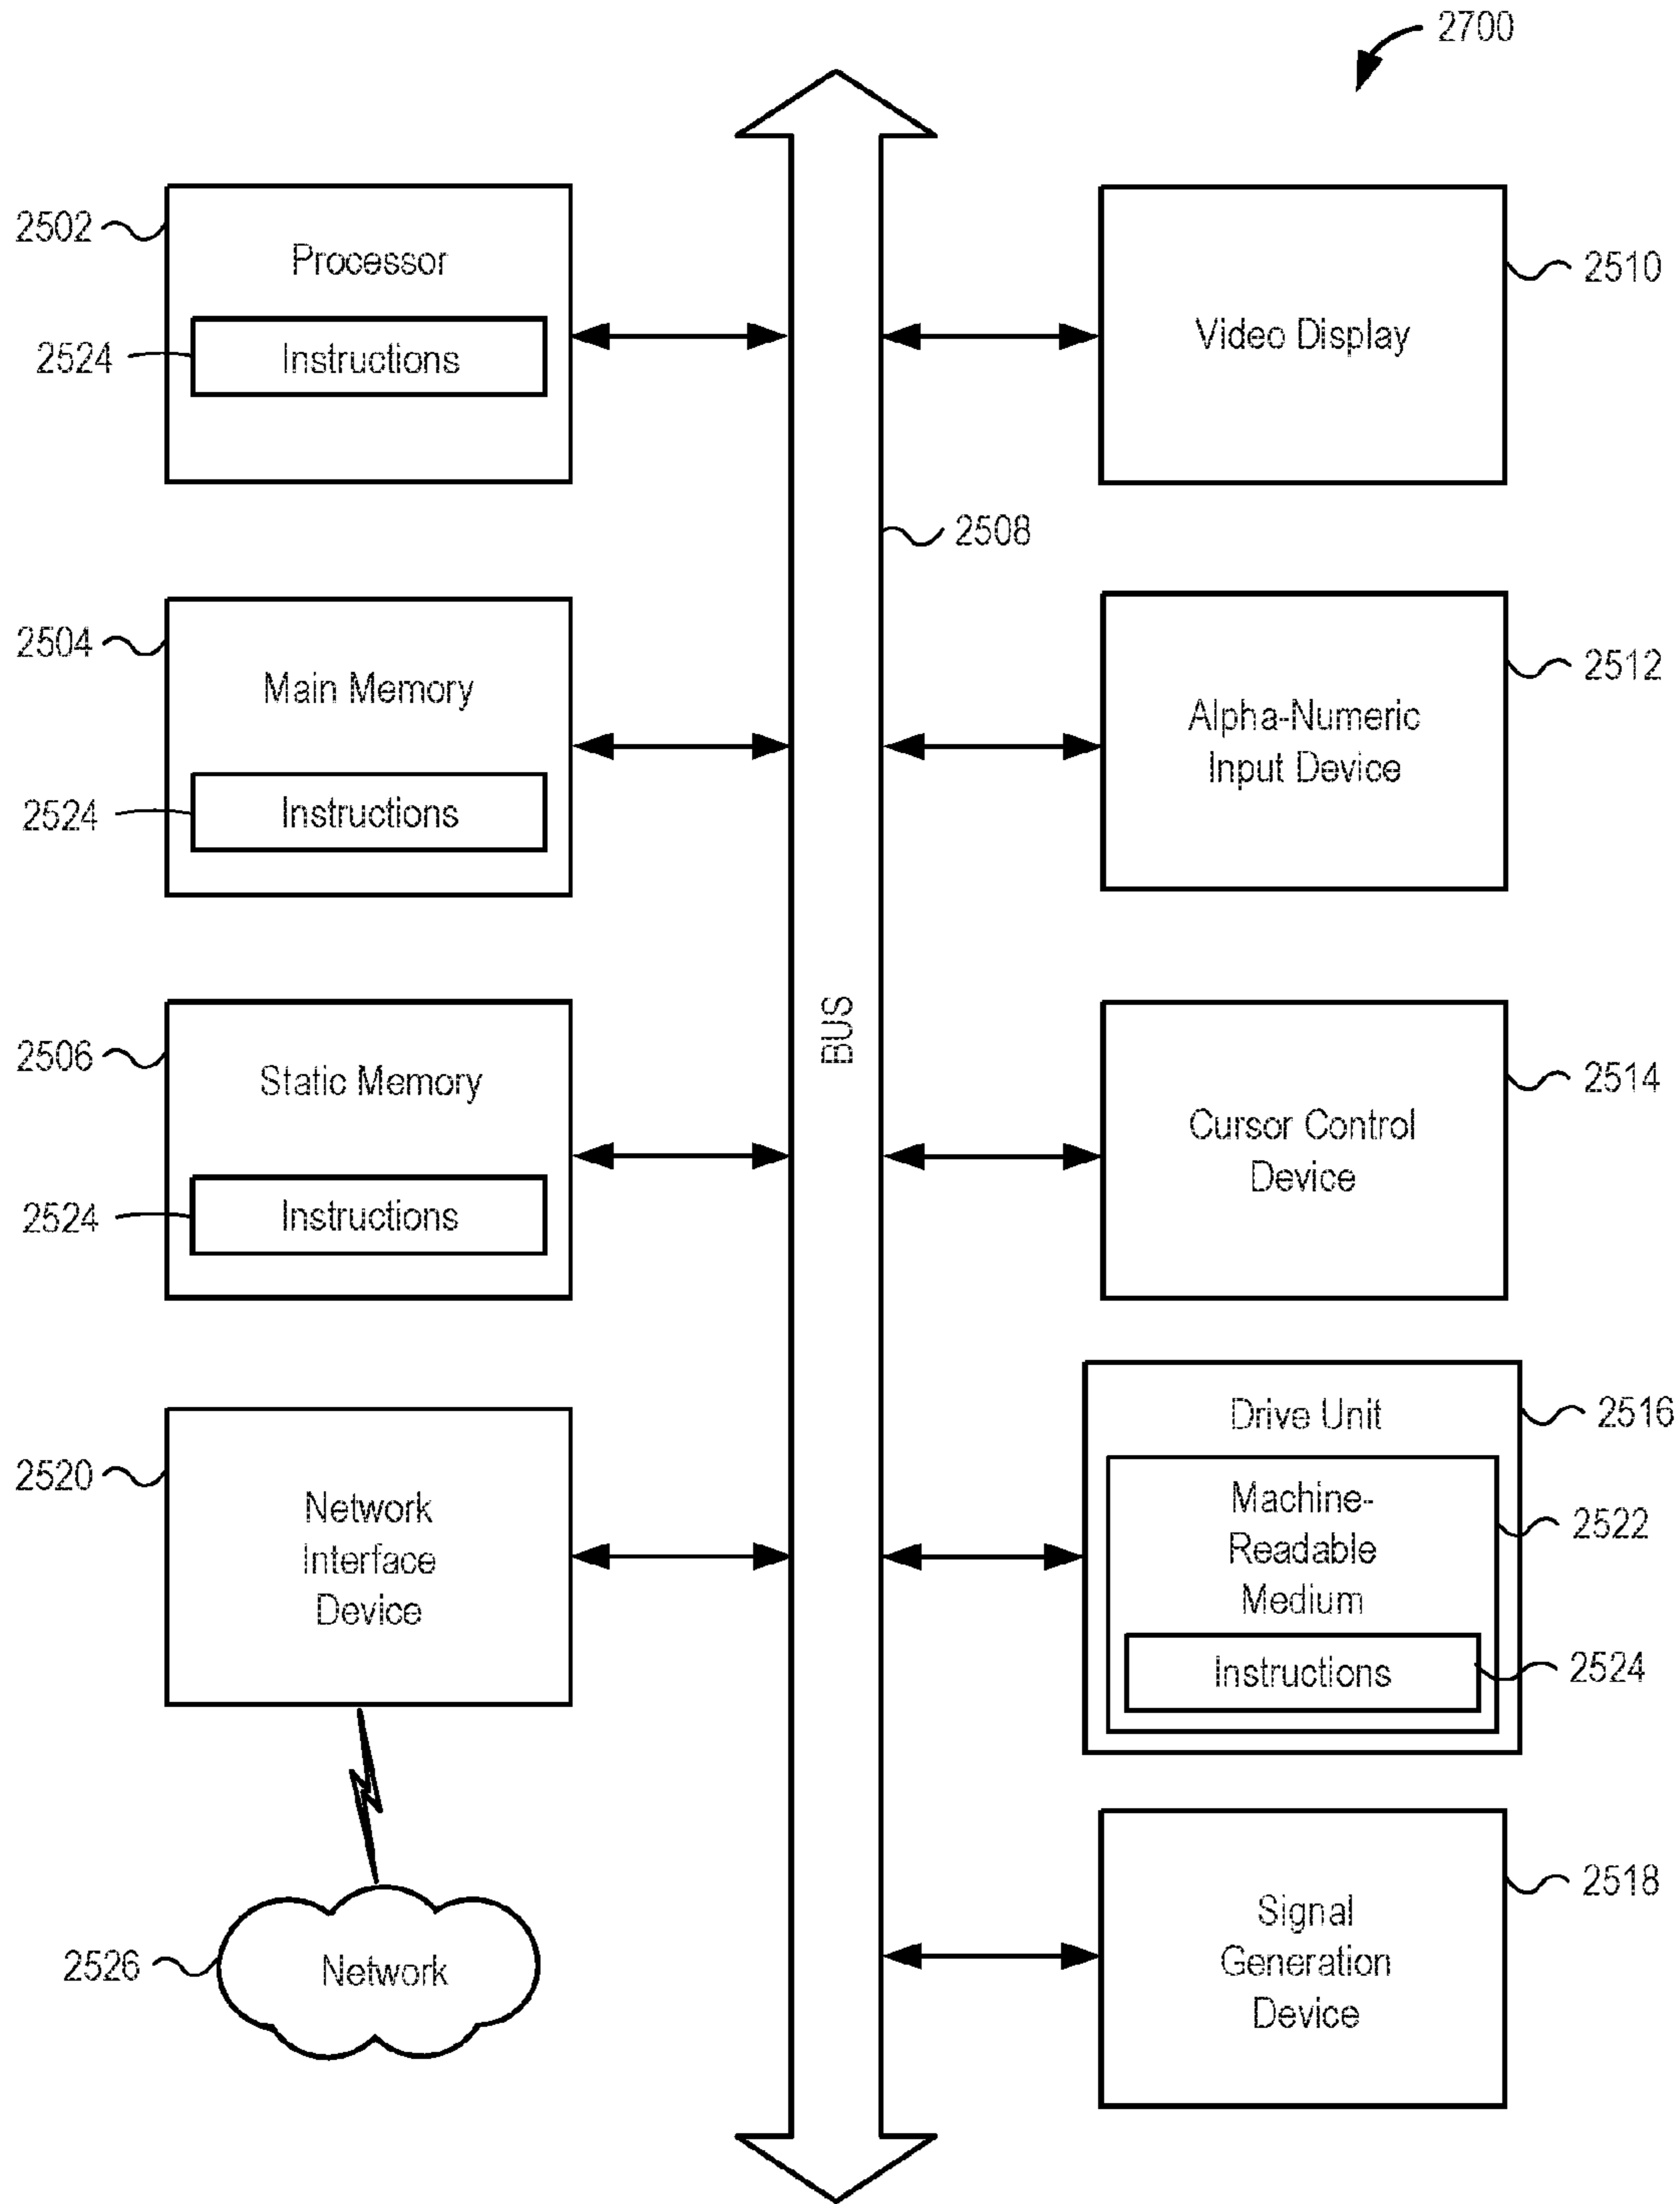 2700
2502
Processor
2524
Instructions
2510
Video Display
2508
2504
Main Memory
2524
Instructions
2512
Alpha-Numeric
Input Device
BUS
2506
Static Memory
2524
Instructions
2514
Cursor Control
Device
2520
Network
Interface
Device
2516
Drive Unit
2522
Machine-
Readable
Medium
2524
Instructions
2526
Network
2518
Signal
Generation
Device